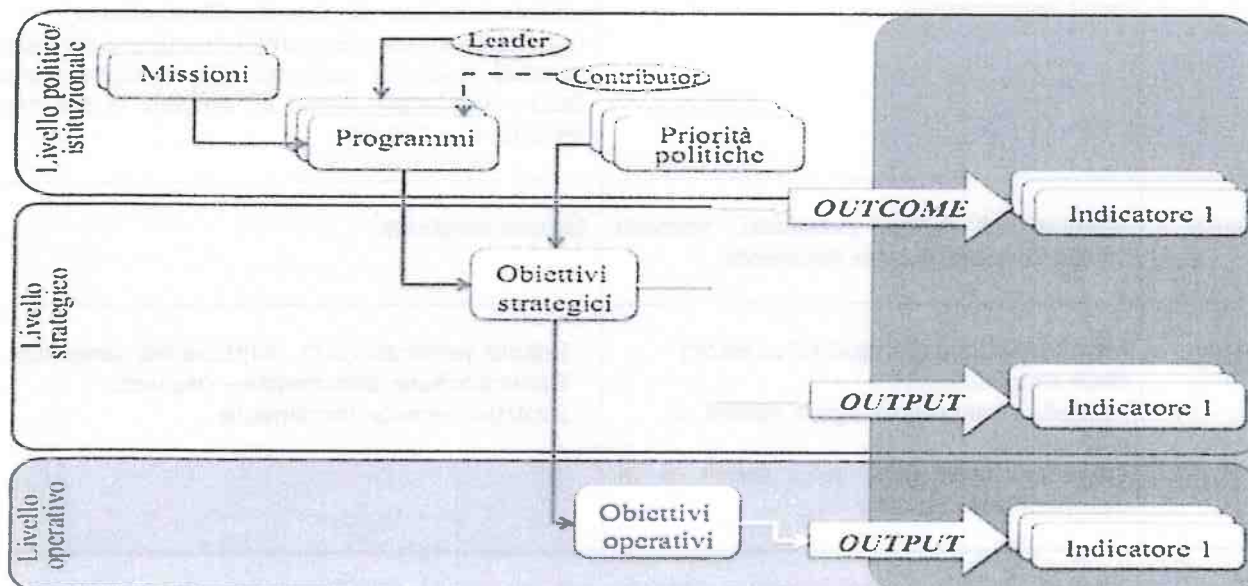 Livello politico/
istituzionale
Missioni
Leader
Contributor
Programmi
Priorità
politiche
OUTCOME
Indicatore 1
Livello
strategico
Obiettivi
strategici
OUTPUT
Indicatore 1
Livello
operativo
Obiettivi
operativi
OUTPUT
Indicatore 1